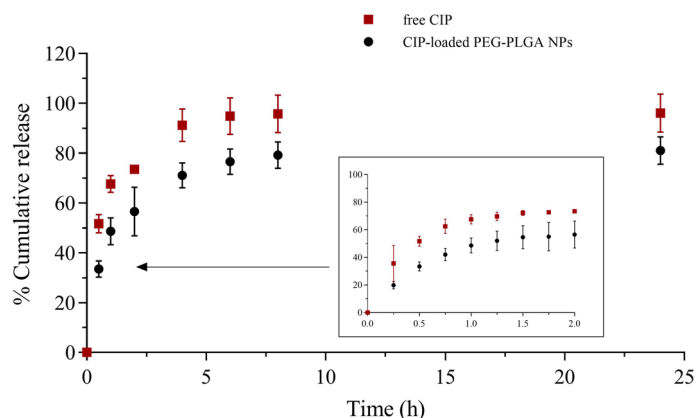 free CIP
CIP-loaded PEG-PLGA NPs
% Cumulative release
120
100
80
60
40
20
0
0 5 10 15 20 25
Time (h)
100
80
60
40
20
0
0.0 0.5 1.0 1.5 2.0